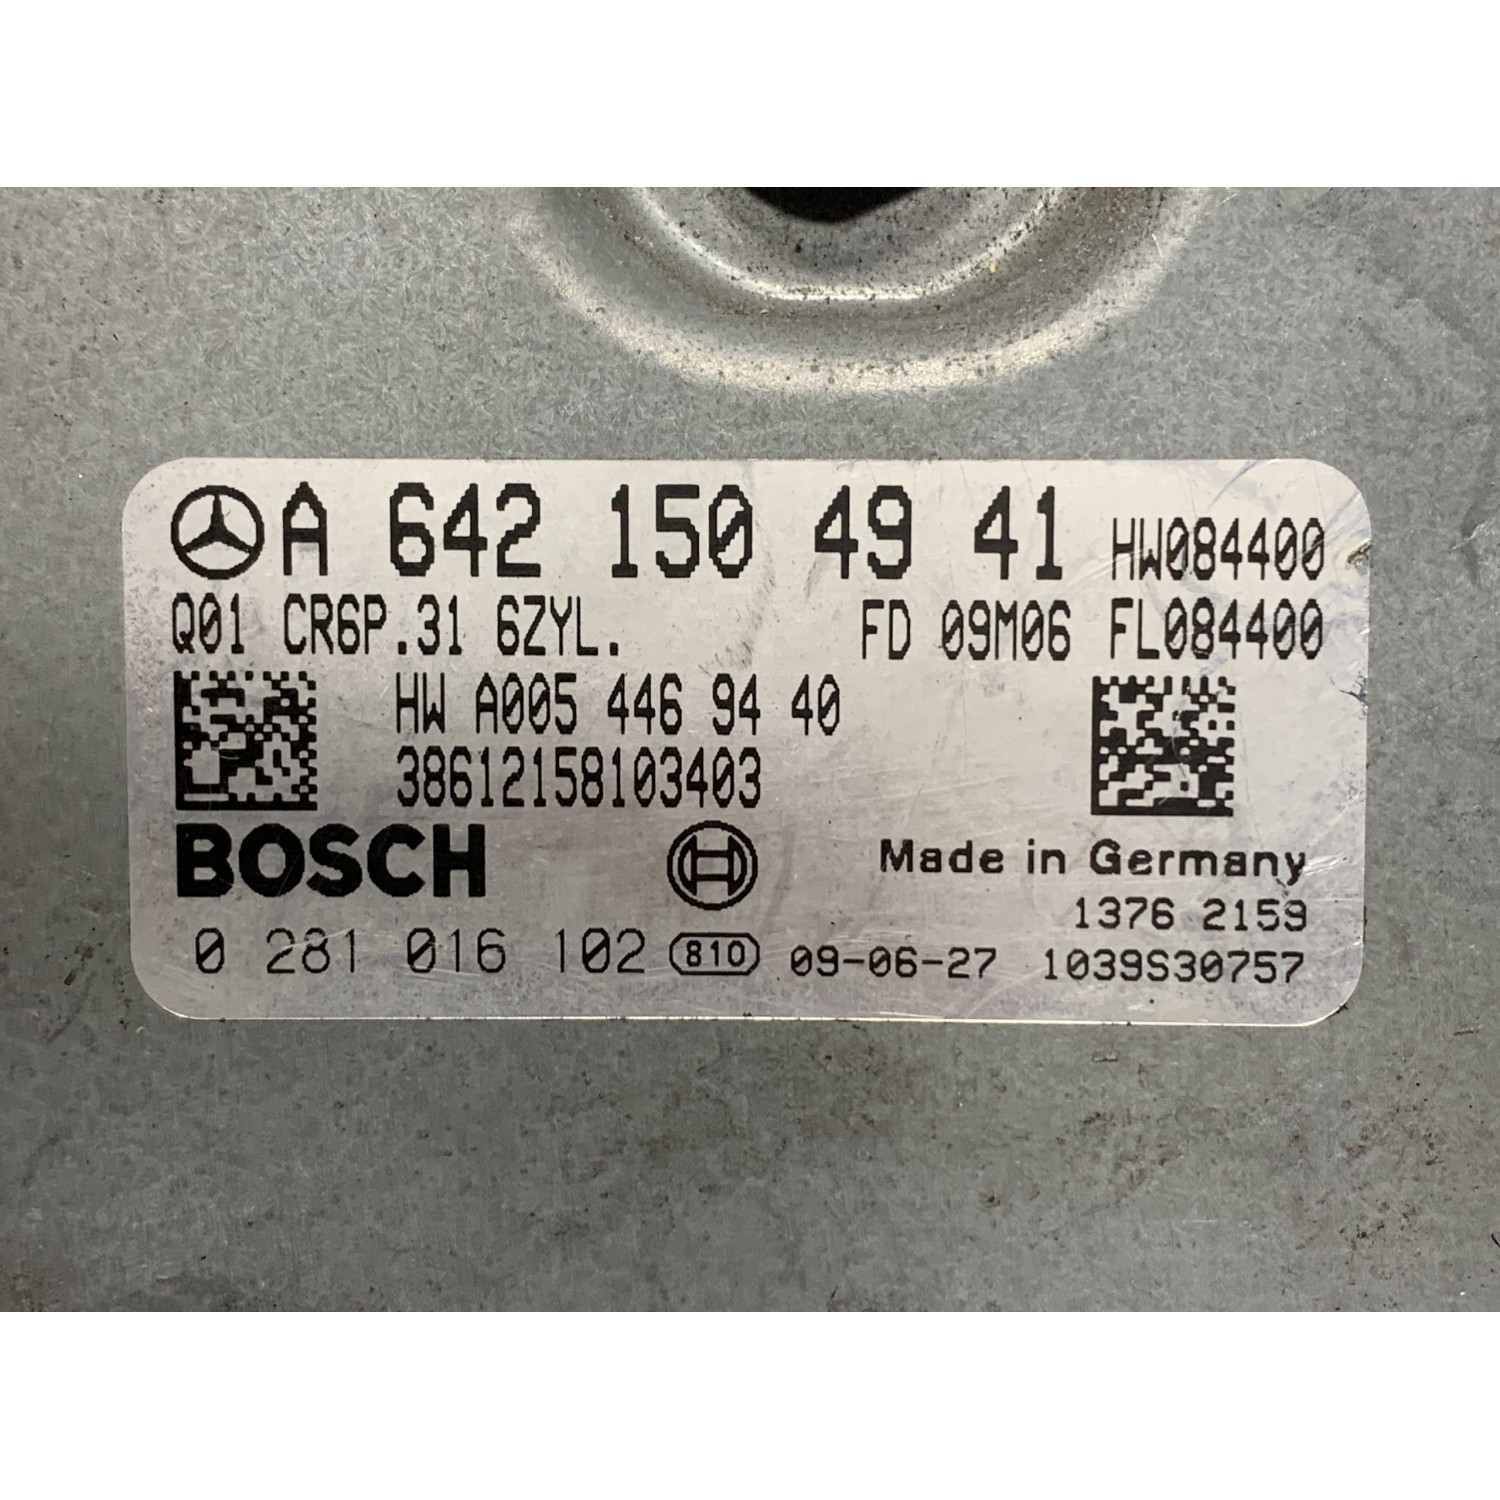 A 642 150 49 41 HW084400
Q01 CR6P.31 6ZYL. FD 09M06 FL084400
HW A005 446 94 40
38612158103403
BOSCH
Made in Germany
1376 2159
0 281 016 102 810 09-06-27 1039S30757